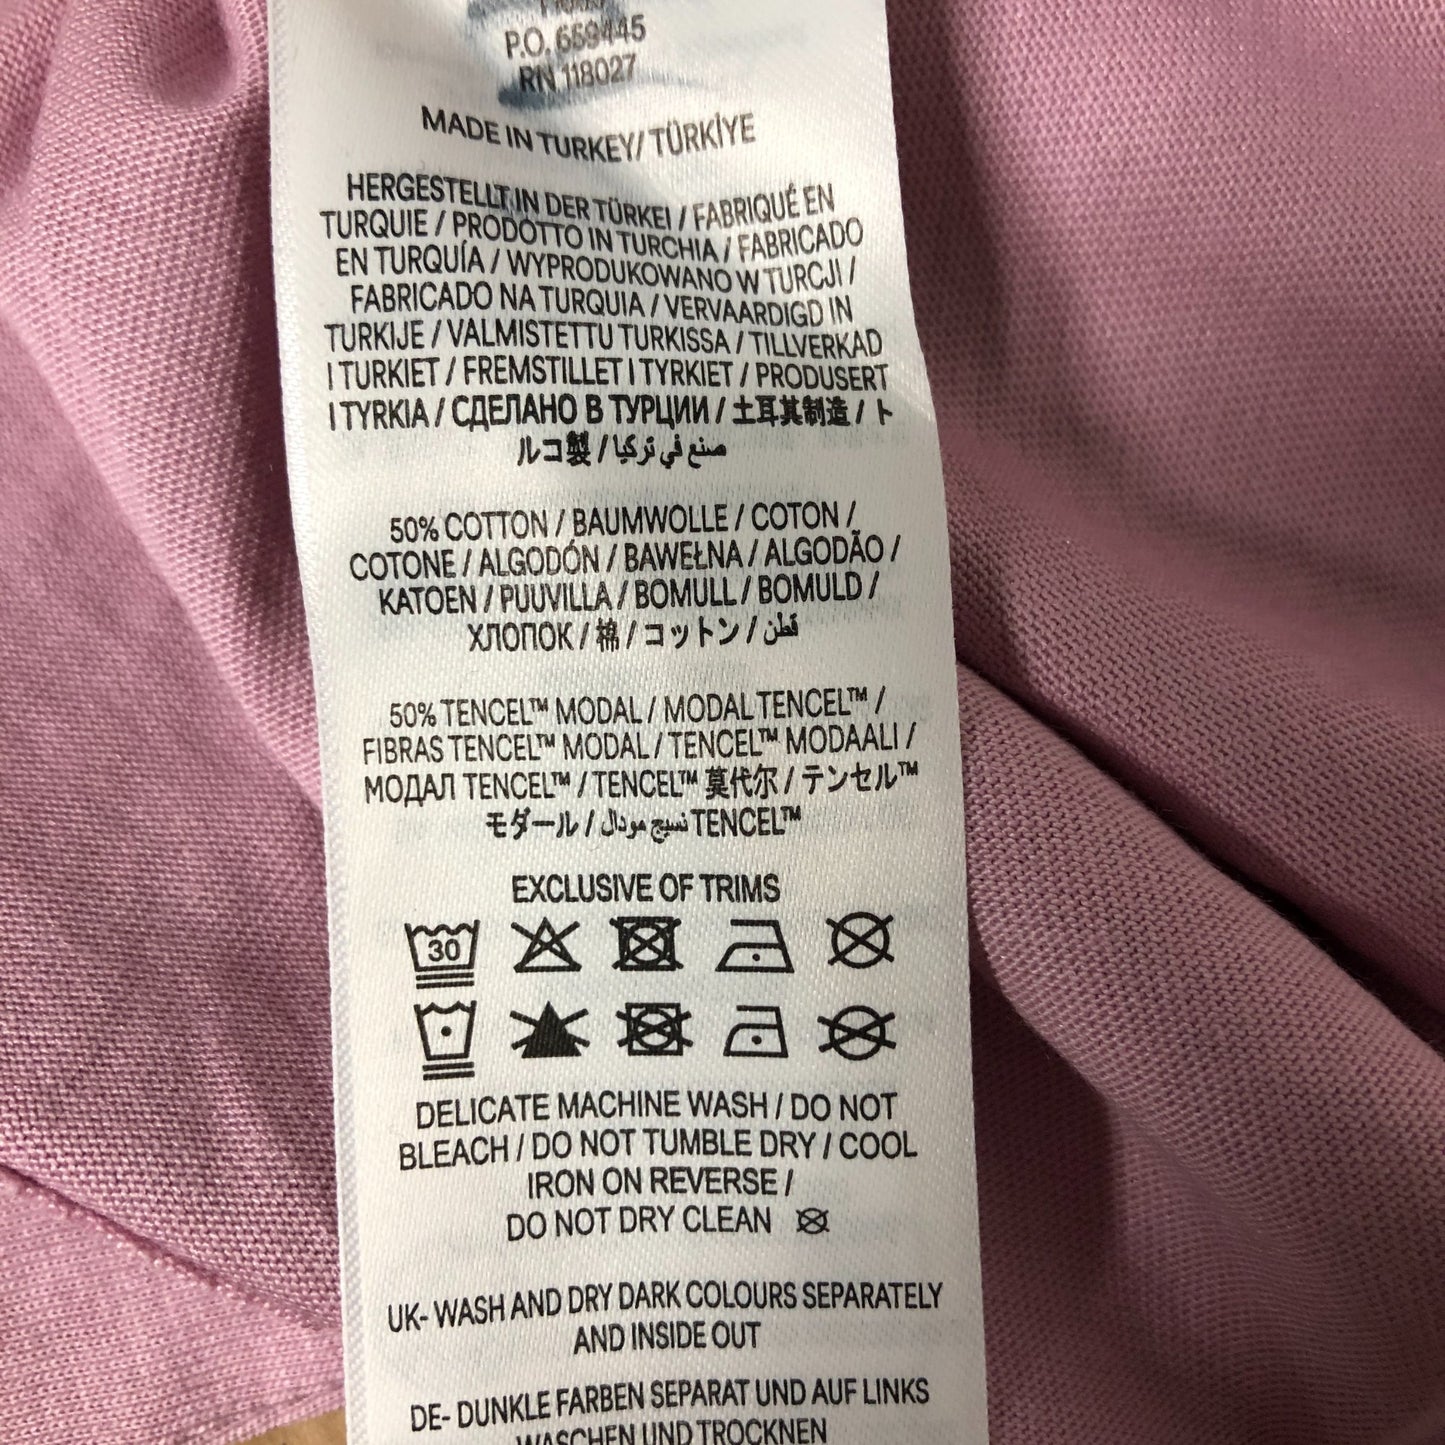 P.O. 659445
RN 118027
MADE IN TURKEY/ TÜRKİYE
HERGESTELLT IN DER TÜRKEI / FABRIQUÉ EN
TURQUIE / PRODOTTO IN TURCHIA / FABRICADO
EN TURQUÍA / WYPRODUKOWANO W TURCJI /
FABRICADO NA TURQUIA / VERVAARDIGD IN
TURKIJE / VALMISTETTU TURKISSA / TILLVERKAD
I TURKIET / FREMSTILLET I TYRKIET / PRODUSERT
I TYRKIA / СДЕЛАНО В ТУРЦИИ / 土耳其制造 / ト
ルコ製 / صنع في تركيا
50% COTTON / BAUMWOLLE / COTON /
COTONE / ALGODÓN / BAWEŁNA / ALGODÃO /
KATOEN / PUUVILLA / BOMULL / BOMULD /
ХЛОПОК / 棉 / コットン / قطن
50% TENCEL™ MODAL / MODAL TENCEL™ /
FIBRAS TENCEL™ MODAL / TENCEL™ MODAALI /
МОДАЛ TENCEL™ / TENCEL™ 莫代尔 / テンセル™
モダール / نسيج مودال TENCEL™
EXCLUSIVE OF TRIMS
30
DELICATE MACHINE WASH / DO NOT
BLEACH / DO NOT TUMBLE DRY / COOL
IRON ON REVERSE /
DO NOT DRY CLEAN
UK- WASH AND DRY DARK COLOURS SEPARATELY
AND INSIDE OUT
DE- DUNKLE FARBEN SEPARAT UND AUF LINKS
WASCHEN UND TROCKNEN